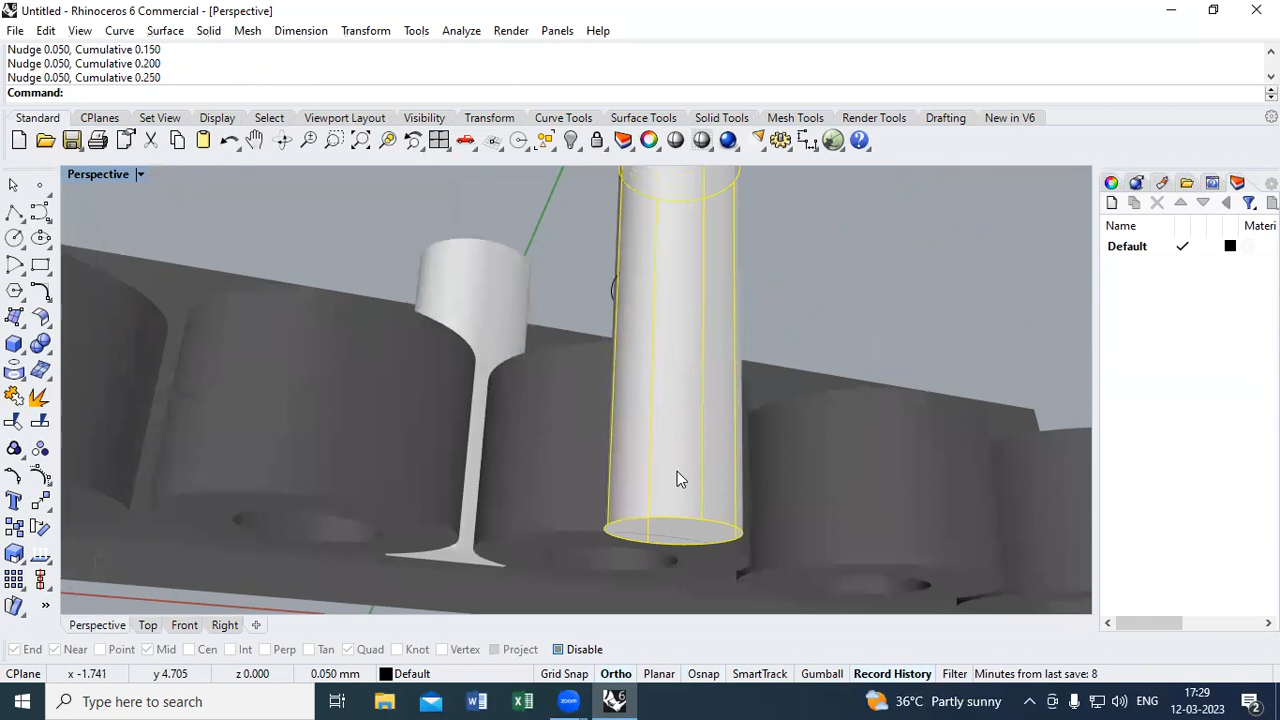 Untitled - Rhinoceros 6 Commercial - [Perspective]
File Edit View Curve Surface Solid Mesh Dimension Transform Tools Analyze Render Panels Help
Nudge 0.050, Cumulative 0.150
Nudge 0.050, Cumulative 0.200
Nudge 0.050, Cumulative 0.250
Command:
Standard CPlanes Set View Display Select Viewport Layout Visibility Transform Curve Tools Surface Tools Solid Tools Mesh Tools Render Tools Drafting New in V6
Perspective
Name Materi
Default
Perspective Top Front Right
End Near Point Mid Cen Int Perp Tan Quad Knot Vertex Project Disable
CPlane x -1.741 y 4.705 z 0.000 0.050 mm Default Grid Snap Ortho Planar Osnap SmartTrack Gumball Record History Filter Minutes from last save: 8
Type here to search zoom 36°C Partly sunny ENG 17:29
12-03-2023 2